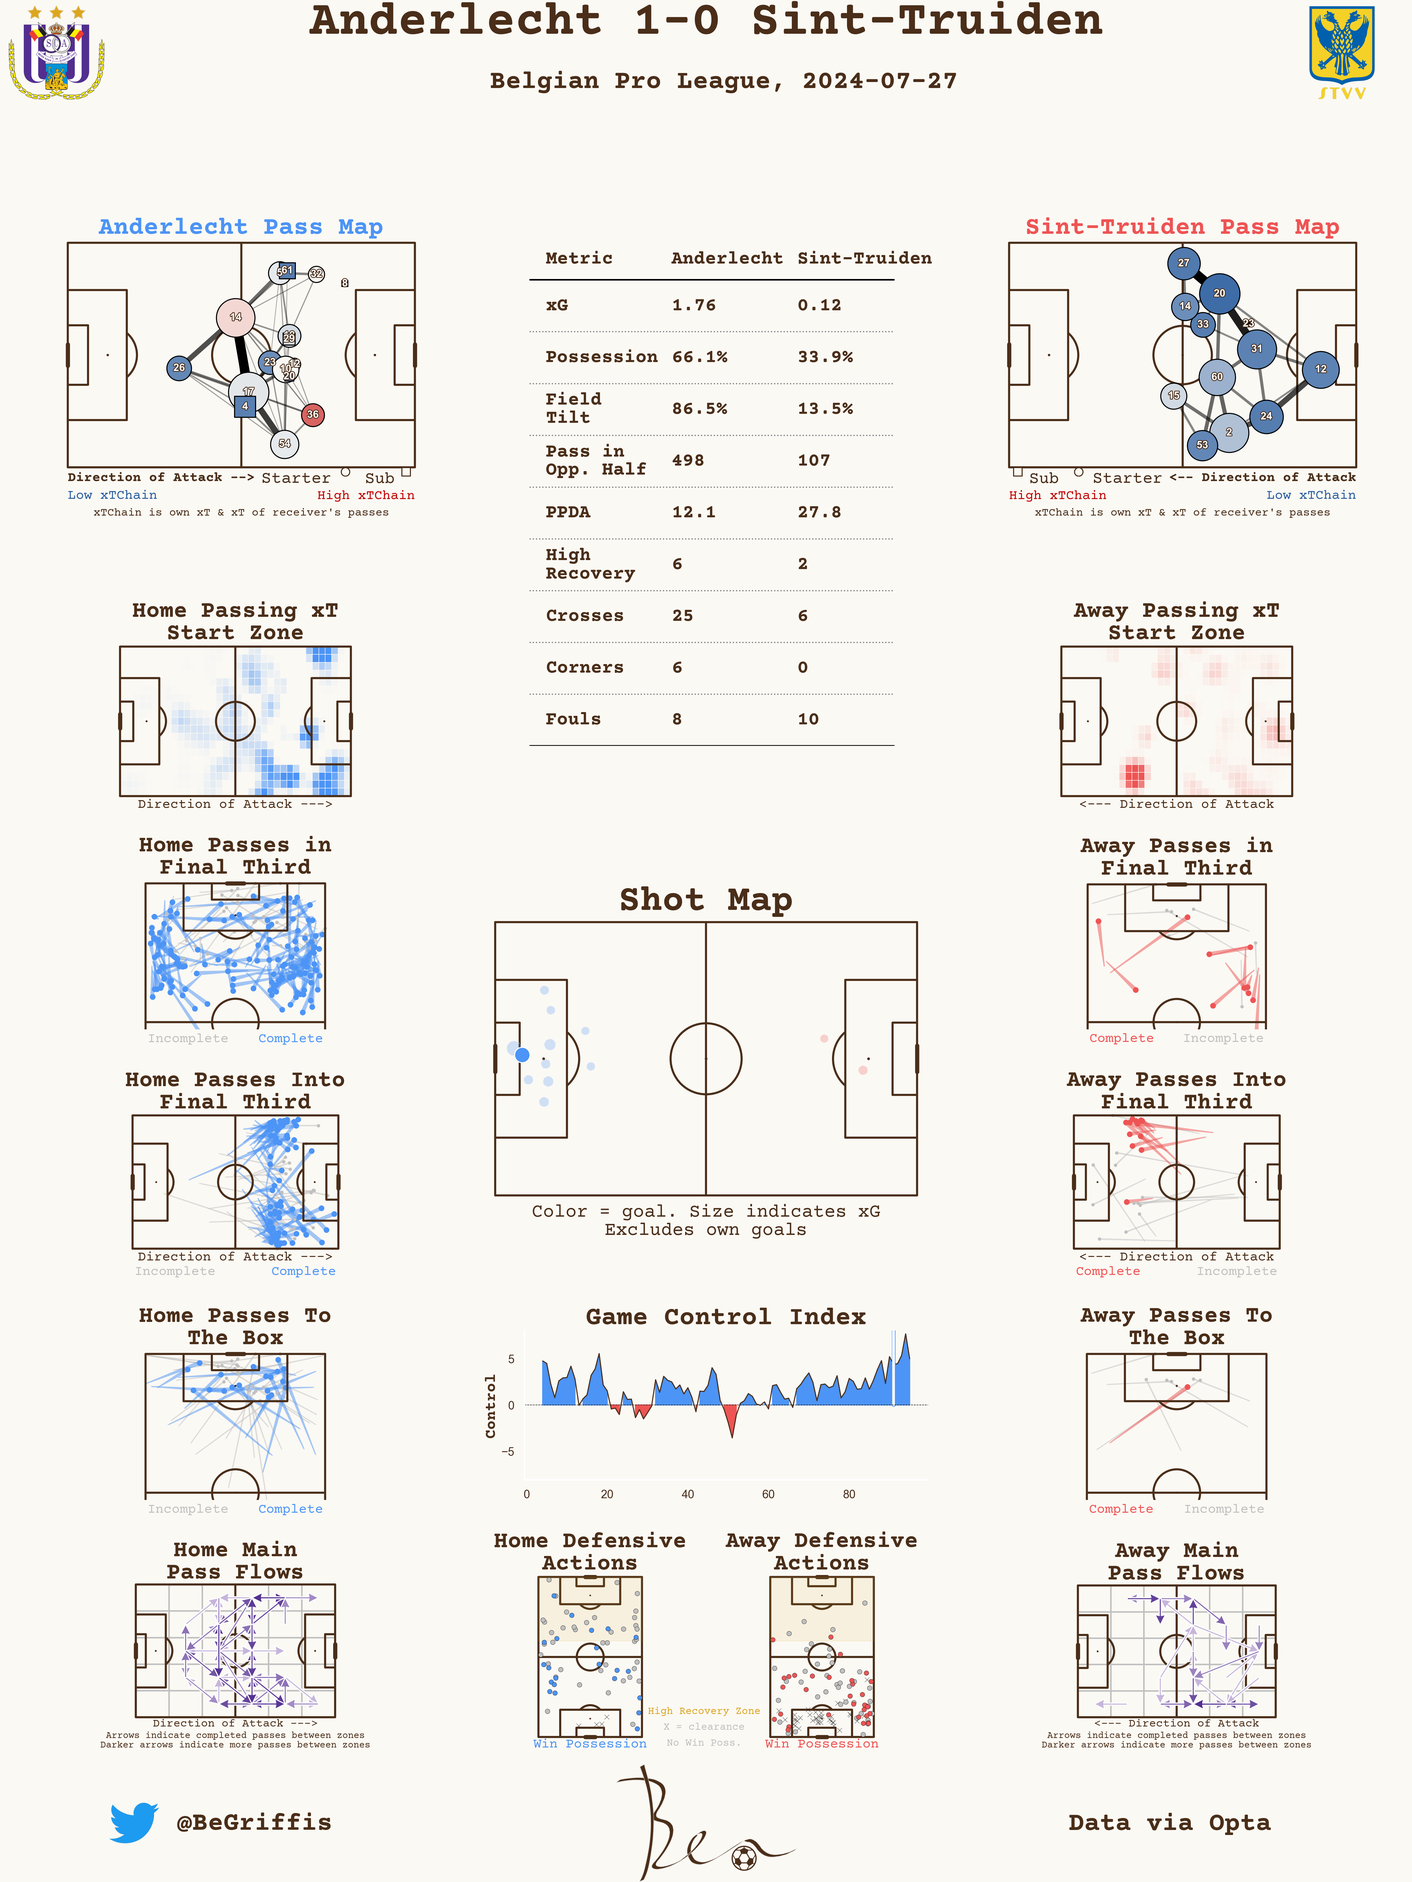 Anderlecht 1-0 Sint-Truiden
Belgian Pro League, 2024-07-27
STVV
Anderlecht Pass Map
61
32
8
14
29
26
23
12
10
20
17
4
36
54
Direction of Attack --> Starter Sub
Low xTChain High xTChain
xTChain is own xT & xT of receiver's passes
Metric Anderlecht Sint-Truiden
xG 1.76 0.12
Possession 66.1% 33.9%
Field
Tilt 86.5% 13.5%
Pass in
Opp. Half 498 107
PPDA 12.1 27.8
High
Recovery 6 2
Crosses 25 6
Corners 6 0
Fouls 8 10
Sint-Truiden Pass Map
27
20
14
33
23
31
12
60
15
24
2
53
Sub Starter <-- Direction of Attack
High xTChain Low xTChain
xTChain is own xT & xT of receiver's passes
Home Passing xT
Start Zone
Direction of Attack --->
Away Passing xT
Start Zone
<--- Direction of Attack
Home Passes in
Final Third
Incomplete Complete
Away Passes in
Final Third
Complete Incomplete
Shot Map
Color = goal. Size indicates xG
Excludes own goals
Home Passes Into
Final Third
Direction of Attack --->
Incomplete Complete
Away Passes Into
Final Third
<--- Direction of Attack
Complete Incomplete
Home Passes To
The Box
Incomplete Complete
Game Control Index
Control
5
0
−5
0 20 40 60 80
Away Passes To
The Box
Complete Incomplete
Home Main
Pass Flows
Direction of Attack --->
Arrows indicate completed passes between zones
Darker arrows indicate more passes between zones
Home Defensive
Actions
Win Possession
High Recovery Zone
X = clearance
No Win Poss.
Away Defensive
Actions
Win Possession
Away Main
Pass Flows
<--- Direction of Attack
Arrows indicate completed passes between zones
Darker arrows indicate more passes between zones
@BeGriffis
Ben
Data via Opta